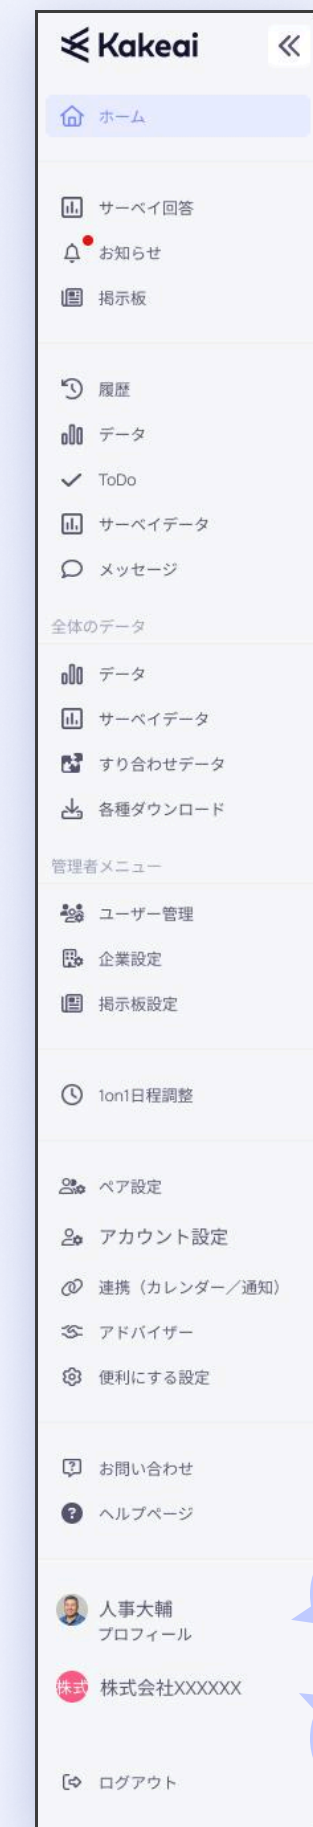 Kakeai
ホーム
サーベイ回答
お知らせ
掲示板
履歴
データ
ToDo
サーベイデータ
メッセージ
全体のデータ
データ
サーベイデータ
すり合わせデータ
各種ダウンロード
管理者メニュー
ユーザー管理
企業設定
掲示板設定
1on1日程調整
ペア設定
アカウント設定
連携（カレンダー／通知）
アドバイザー
便利にする設定
お問い合わせ
ヘルプページ
人事大輔
プロフィール
株式 株式会社XXXXXX
ログアウト